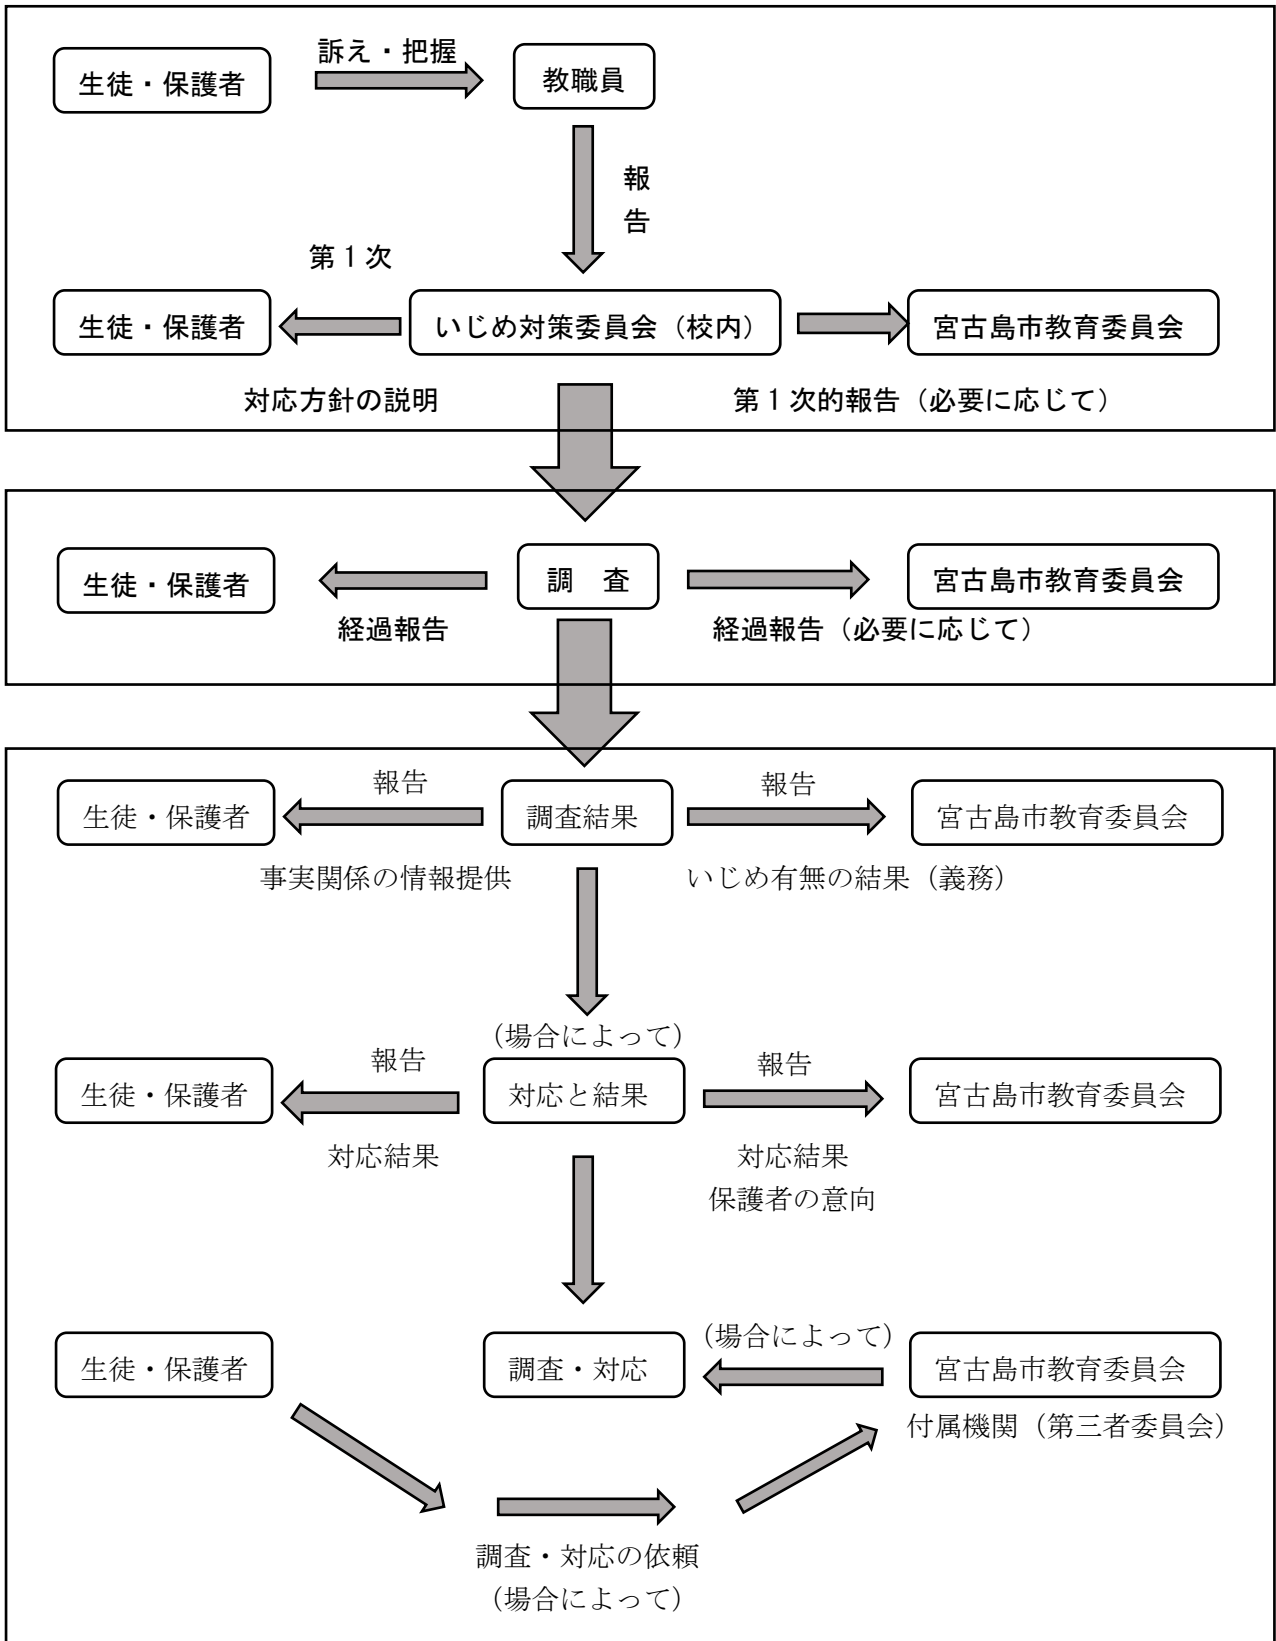 訴え・把握
生徒・保護者
教職員
報
告
第1次
生徒・保護者
いじめ対策委員会（校内）
宮古島市教育委員会
対応方針の説明
第1次的報告（必要に応じて）
生徒・保護者
調　査
宮古島市教育委員会
経過報告
経過報告（必要に応じて）
報告
報告
生徒・保護者
調査結果
宮古島市教育委員会
事実関係の情報提供
いじめ有無の結果（義務）
（場合によって）
報告
報告
生徒・保護者
対応と結果
宮古島市教育委員会
対応結果
対応結果
保護者の意向
（場合によって）
生徒・保護者
調査・対応
宮古島市教育委員会
付属機関（第三者委員会）
調査・対応の依頼
（場合によって）